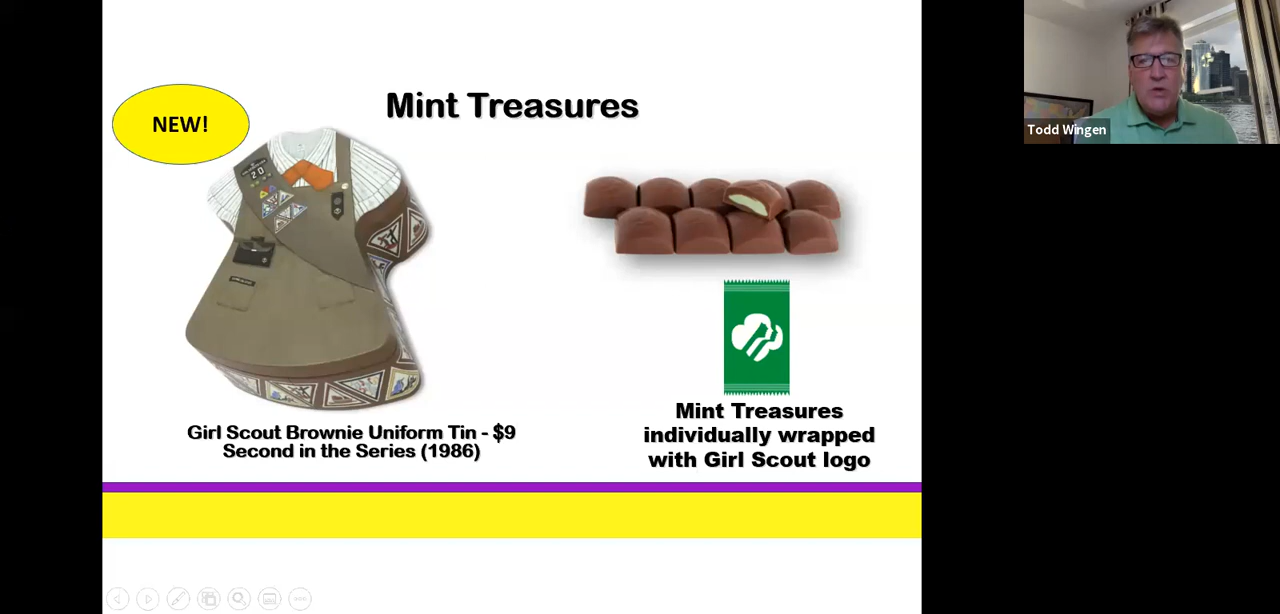 NEW!
Mint Treasures
20
Girl Scout Brownie Uniform Tin - $9
Second in the Series (1986)
Mint Treasures
individually wrapped
with Girl Scout logo
Todd Wingen